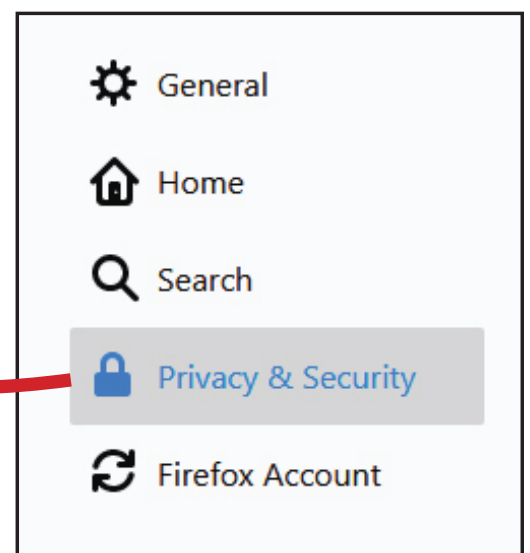 General
Home
Search
Privacy & Security
Firefox Account